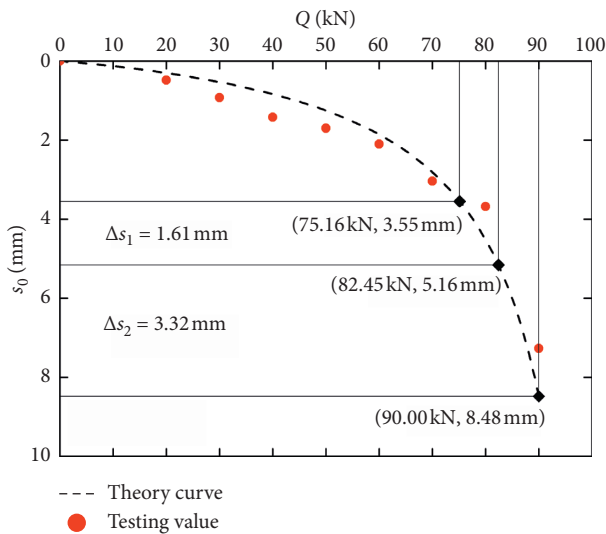 Q (kN)
0 10 20 30 40 50 60 70 80 90 100
0
2
4
6
8
10
s₀ (mm)
(75.16 kN, 3.55 mm)
Δs₁ = 1.61 mm
(82.45 kN, 5.16 mm)
Δs₂ = 3.32 mm
(90.00 kN, 8.48 mm)
Theory curve
Testing value